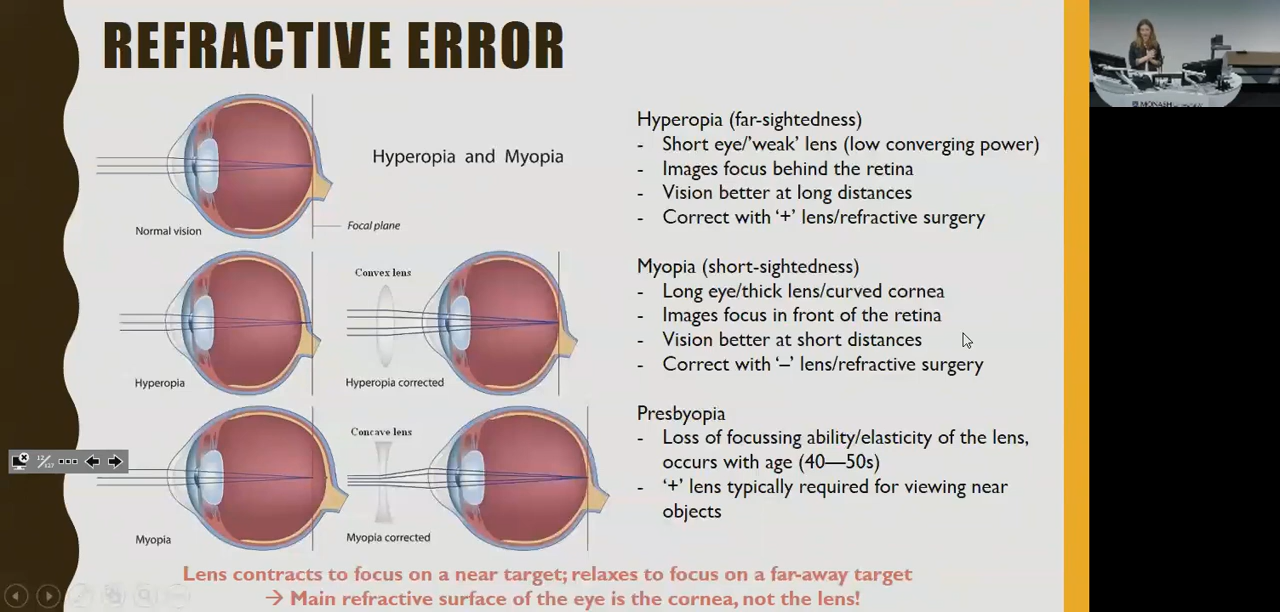 REFRACTIVE ERROR
Hyperopia and Myopia
Normal vision
Focal plane
Convex lens
Hyperopia
Hyperopia corrected
Concave lens
Myopia
Myopia corrected
Hyperopia (far-sightedness)
- Short eye/'weak' lens (low converging power)
- Images focus behind the retina
- Vision better at long distances
- Correct with '+' lens/refractive surgery
Myopia (short-sightedness)
- Long eye/thick lens/curved cornea
- Images focus in front of the retina
- Vision better at short distances
- Correct with '–' lens/refractive surgery
Presbyopia
- Loss of focussing ability/elasticity of the lens,
occurs with age (40—50s)
- '+' lens typically required for viewing near
objects
Lens contracts to focus on a near target; relaxes to focus on a far-away target
→ Main refractive surface of the eye is the cornea, not the lens!
MONASH